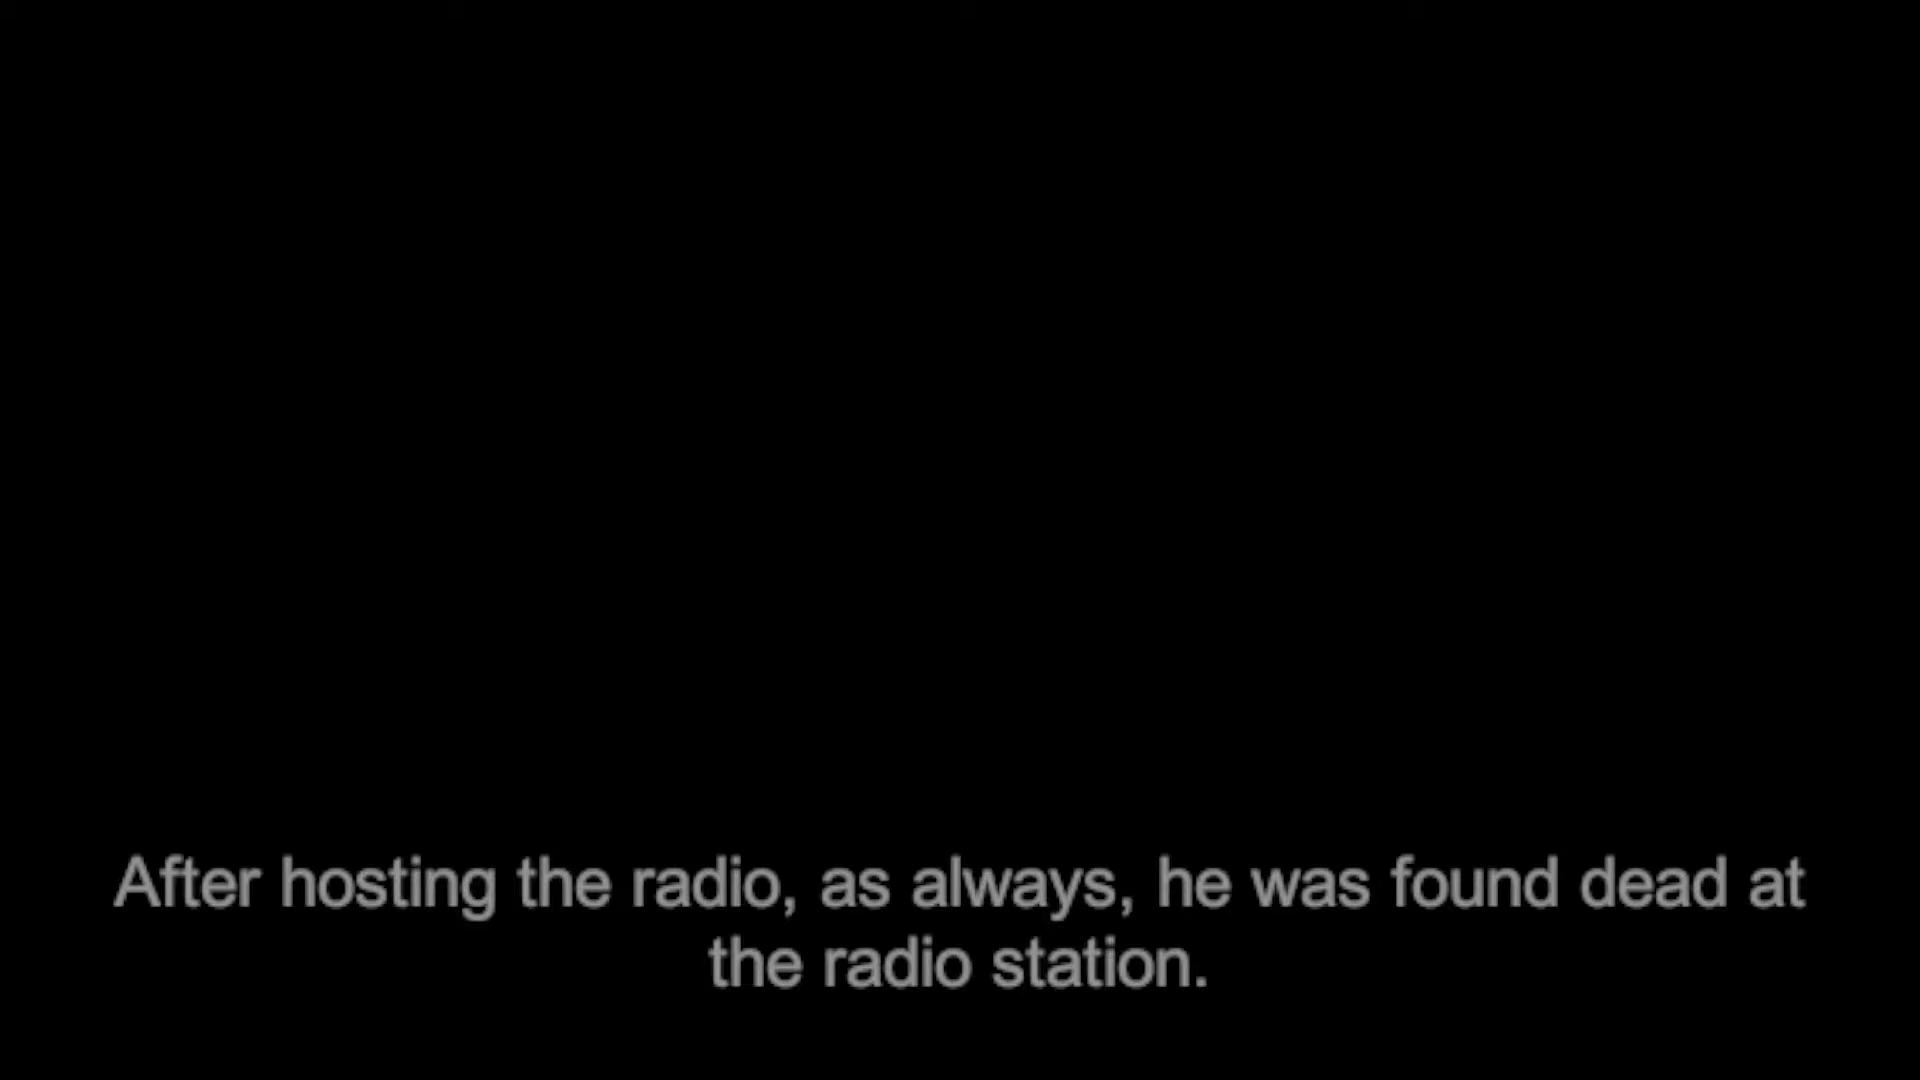 After hosting the radio, as always, he was found dead at
the radio station.